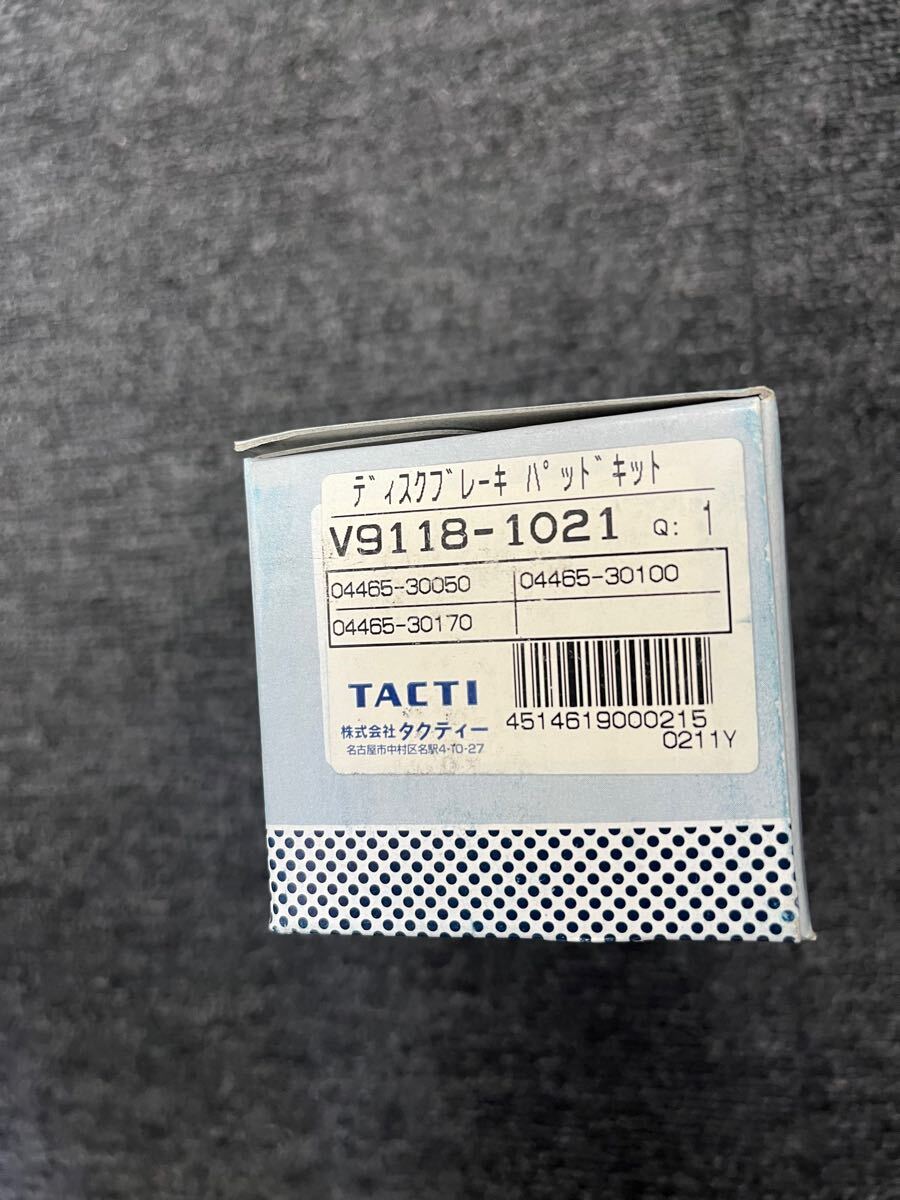 ﾃﾞｨｽｸﾌﾞﾚｰｷ ﾊﾟｯﾄﾞｷｯﾄ
V9118-1021 Q: 1
04465-30050 04465-30100
04465-30170
TACTI
株式会社タクティー
名古屋市中村区名駅4-10-27
4514619000215
0211Y